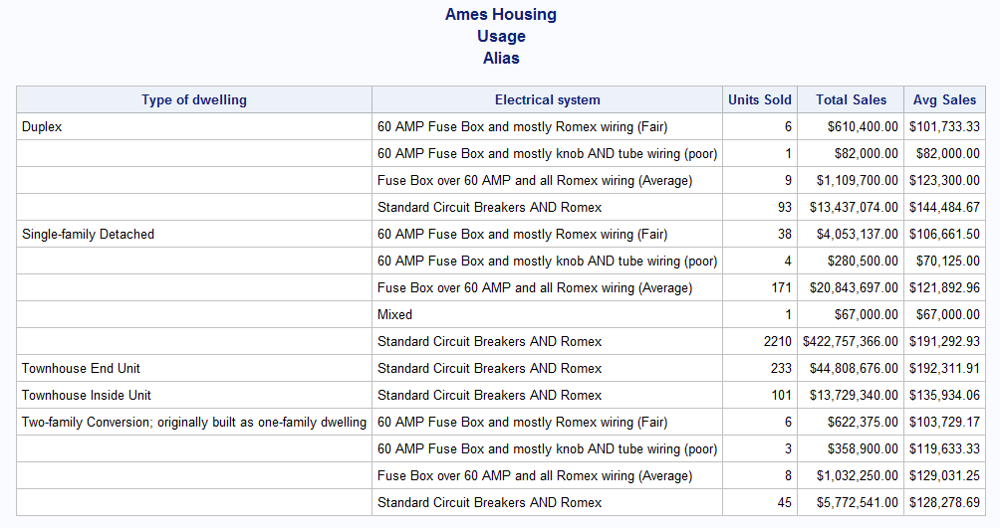 Ames Housing
Usage
Alias
Type of dwelling Electrical system Units Sold Total Sales Avg Sales
Duplex 60 AMP Fuse Box and mostly Romex wiring (Fair) 6 $610,400.00 $101,733.33
60 AMP Fuse Box and mostly knob AND tube wiring (poor) 1 $82,000.00 $82,000.00
Fuse Box over 60 AMP and all Romex wiring (Average) 9 $1,109,700.00 $123,300.00
Standard Circuit Breakers AND Romex 93 $13,437,074.00 $144,484.67
Single-family Detached 60 AMP Fuse Box and mostly Romex wiring (Fair) 38 $4,053,137.00 $106,661.50
60 AMP Fuse Box and mostly knob AND tube wiring (poor) 4 $280,500.00 $70,125.00
Fuse Box over 60 AMP and all Romex wiring (Average) 171 $20,843,697.00 $121,892.96
Mixed 1 $67,000.00 $67,000.00
Standard Circuit Breakers AND Romex 2210 $422,757,366.00 $191,292.93
Townhouse End Unit Standard Circuit Breakers AND Romex 233 $44,808,676.00 $192,311.91
Townhouse Inside Unit Standard Circuit Breakers AND Romex 101 $13,729,340.00 $135,934.06
Two-family Conversion; originally built as one-family dwelling 60 AMP Fuse Box and mostly Romex wiring (Fair) 6 $622,375.00 $103,729.17
60 AMP Fuse Box and mostly knob AND tube wiring (poor) 3 $358,900.00 $119,633.33
Fuse Box over 60 AMP and all Romex wiring (Average) 8 $1,032,250.00 $129,031.25
Standard Circuit Breakers AND Romex 45 $5,772,541.00 $128,278.69